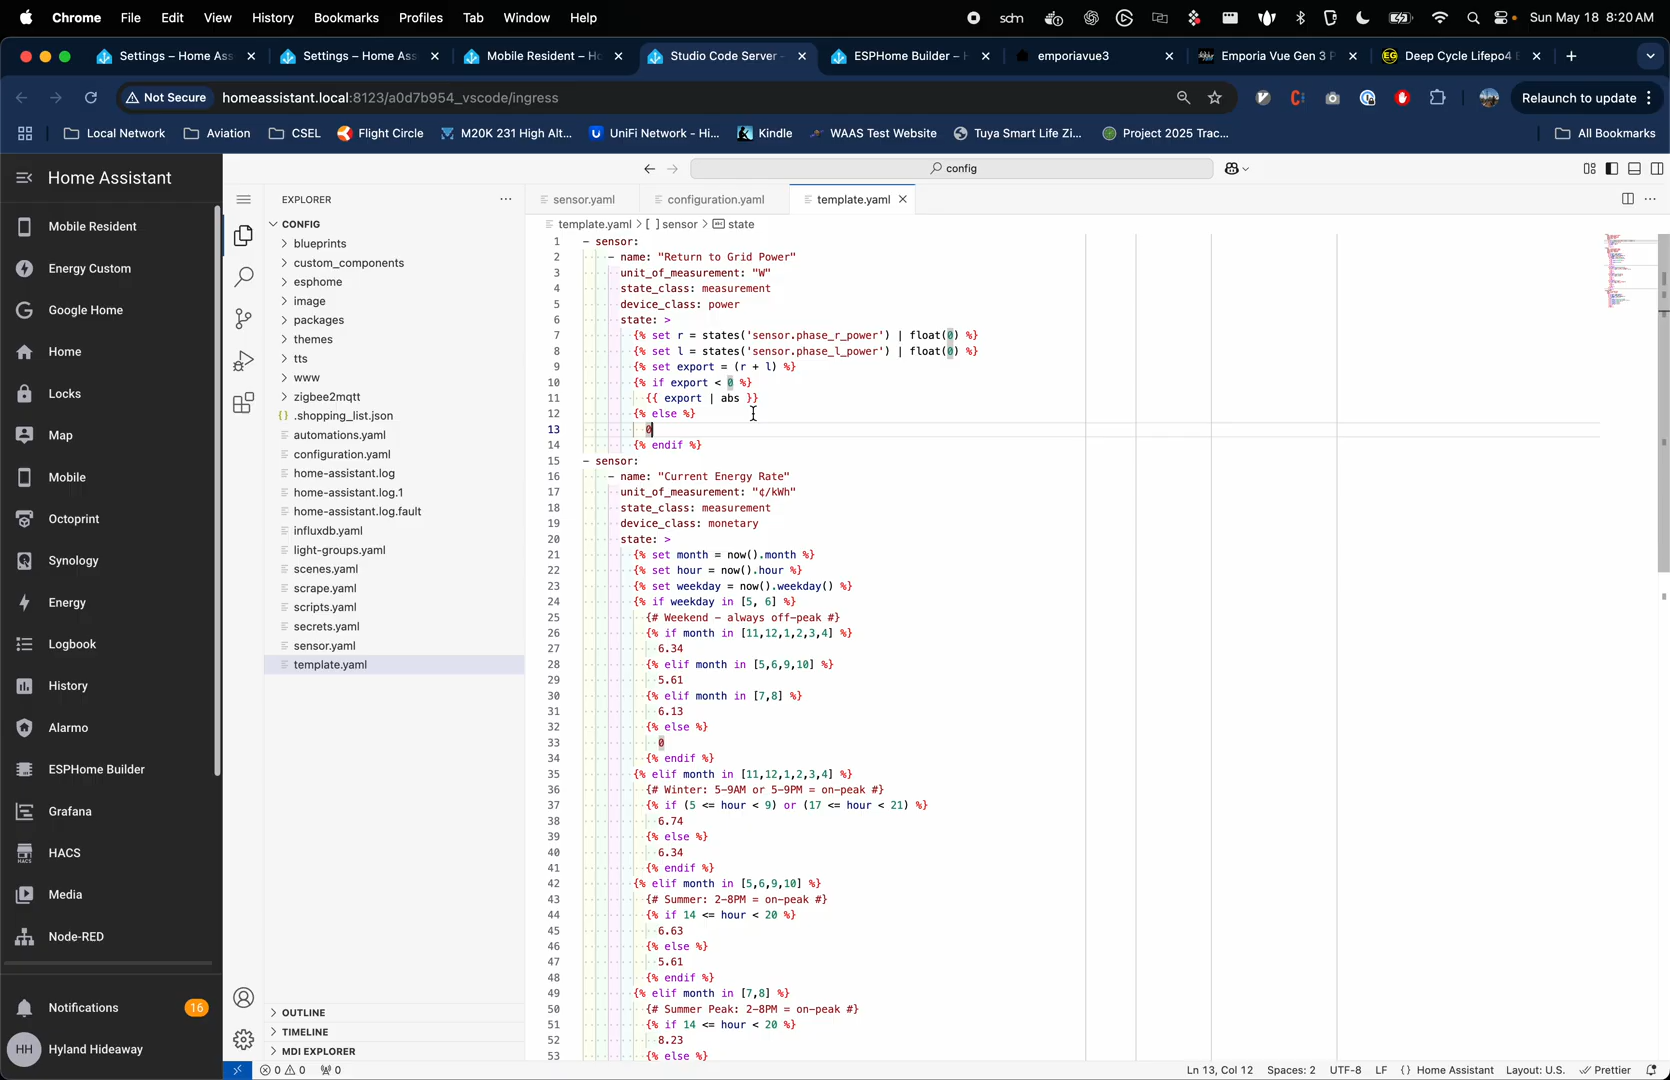 Chrome File Edit View History Bookmarks Profiles Tab Window Help sdm Sun May 18 8:20 AM
Settings – Home Ass Settings – Home Ass Mobile Resident – Ho Studio Code Server – ESPHome Builder – H emporiavue3 Emporia Vue Gen 3 P Deep Cycle Lifepo4 B
Not Secure homeassistant.local:8123/a0d7b954_vscode/ingress Relaunch to update
Local Network Aviation CSEL Flight Circle M20K 231 High Alt... UniFi Network - Hi... Kindle WAAS Test Website Tuya Smart Life Zi... Project 2025 Trac... All Bookmarks
Home Assistant
Mobile Resident
Energy Custom
Google Home
Home
Locks
Map
Mobile
Octoprint
Synology
Energy
Logbook
History
Alarmo
ESPHome Builder
Grafana
HACS
Media
Node-RED
Notifications 16
HH Hyland Hideaway
config
EXPLORER
CONFIG
blueprints
custom_components
esphome
image
packages
themes
tts
www
zigbee2mqtt
.shopping_list.json
automations.yaml
configuration.yaml
home-assistant.log
home-assistant.log.1
home-assistant.log.fault
influxdb.yaml
light-groups.yaml
scenes.yaml
scrape.yaml
scripts.yaml
secrets.yaml
sensor.yaml
template.yaml
OUTLINE
TIMELINE
MDI EXPLORER
sensor.yaml configuration.yaml template.yaml
template.yaml > [ ] sensor > abc state
1 - sensor:
2 - name: "Return to Grid Power"
3 unit_of_measurement: "W"
4 state_class: measurement
5 device_class: power
6 state: >
7 {% set r = states('sensor.phase_r_power') | float(0) %}
8 {% set l = states('sensor.phase_l_power') | float(0) %}
9 {% set export = (r + l) %}
10 {% if export < 0 %}
11 {{ export | abs }}
12 {% else %}
13 0
14 {% endif %}
15 - sensor:
16 - name: "Current Energy Rate"
17 unit_of_measurement: "¢/kWh"
18 state_class: measurement
19 device_class: monetary
20 state: >
21 {% set month = now().month %}
22 {% set hour = now().hour %}
23 {% set weekday = now().weekday() %}
24 {% if weekday in [5, 6] %}
25 {# Weekend – always off-peak #}
26 {% if month in [11,12,1,2,3,4] %}
27 6.34
28 {% elif month in [5,6,9,10] %}
29 5.61
30 {% elif month in [7,8] %}
31 6.13
32 {% else %}
33 0
34 {% endif %}
35 {% elif month in [11,12,1,2,3,4] %}
36 {# Winter: 5–9AM or 5–9PM = on-peak #}
37 {% if (5 <= hour < 9) or (17 <= hour < 21) %}
38 6.74
39 {% else %}
40 6.34
41 {% endif %}
42 {% elif month in [5,6,9,10] %}
43 {# Summer: 2–8PM = on-peak #}
44 {% if 14 <= hour < 20 %}
45 6.63
46 {% else %}
47 5.61
48 {% endif %}
49 {% elif month in [7,8] %}
50 {# Summer Peak: 2–8PM = on-peak #}
51 {% if 14 <= hour < 20 %}
52 8.23
53 {% else %}
0 0 0 Ln 13, Col 12 Spaces: 2 UTF-8 LF {} Home Assistant Layout: U.S. Prettier